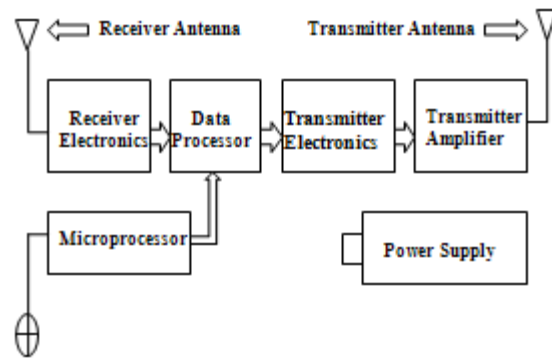 Receiver Antenna
Transmitter Antenna
Receiver
Electronics
Data
Processor
Transmitter
Electronics
Transmitter
Amplifier
Microprocessor
Power Supply